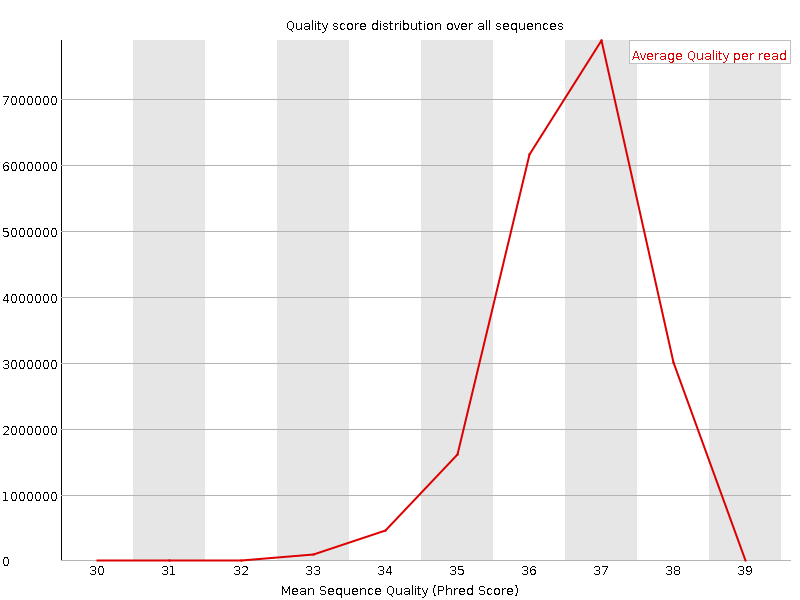 Quality score distribution over all sequences
Average Quality per read
7000000
6000000
5000000
4000000
3000000
2000000
1000000
0
30 31 32 33 34 35 36 37 38 39
Mean Sequence Quality (Phred Score)